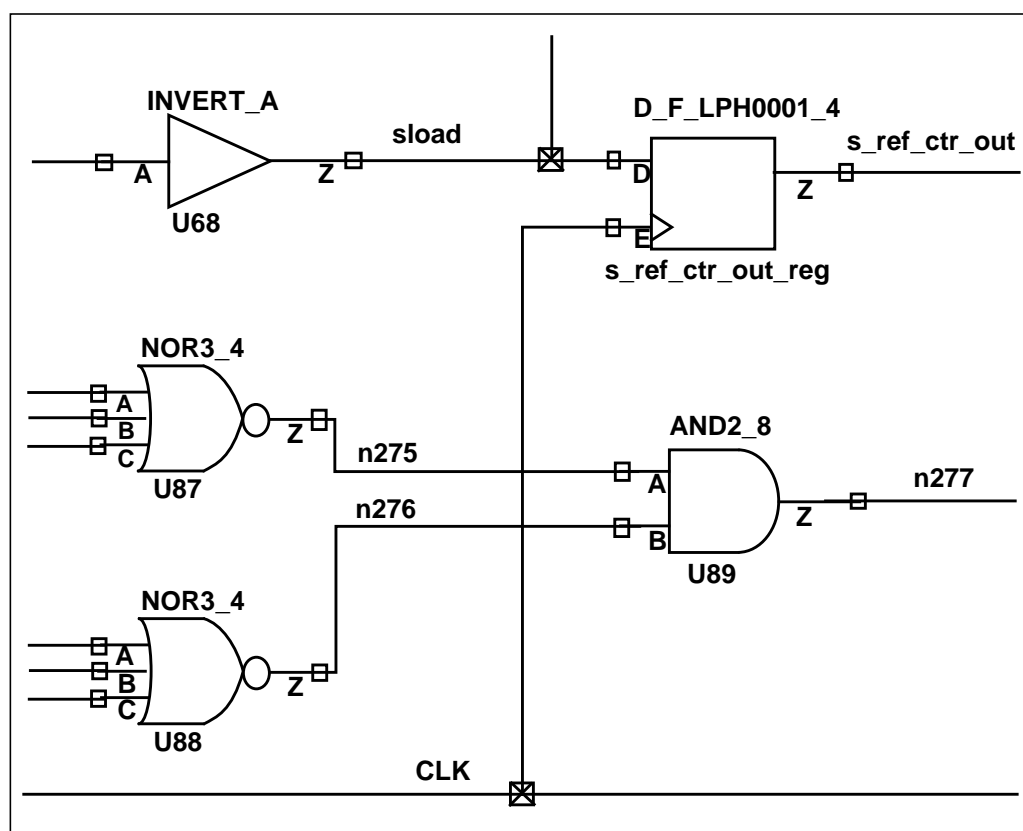 INVERT_A
D_F_LPH0001_4
sload
s_ref_ctr_out
A
Z
D
Z
U68
E
s_ref_ctr_out_reg
NOR3_4
A
B
C
Z
AND2_8
n275
n277
U87
A
n276
Z
B
U89
NOR3_4
A
B
C
Z
U88
CLK